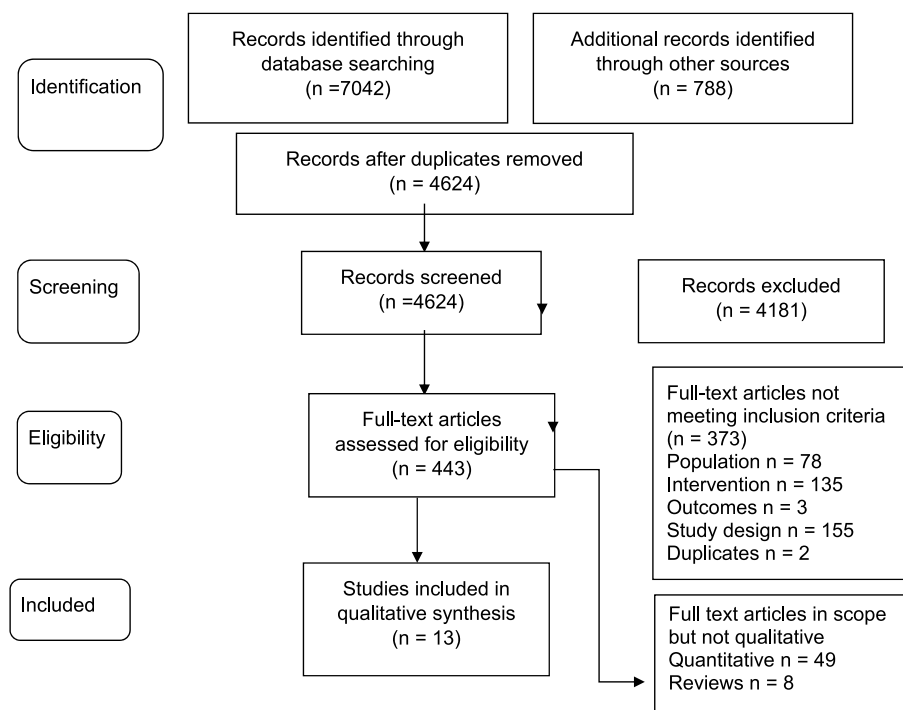 Identification
Records identified through
database searching
(n =7042)
Additional records identified
through other sources
(n = 788)
Records after duplicates removed
(n = 4624)
Screening
Records screened
(n =4624)
Records excluded
(n = 4181)
Eligibility
Full-text articles
assessed for eligibility
(n = 443)
Full-text articles not
meeting inclusion criteria
(n = 373)
Population n = 78
Intervention n = 135
Outcomes n = 3
Study design n = 155
Duplicates n = 2
Included
Studies included in
qualitative synthesis
(n = 13)
Full text articles in scope
but not qualitative
Quantitative n = 49
Reviews n = 8